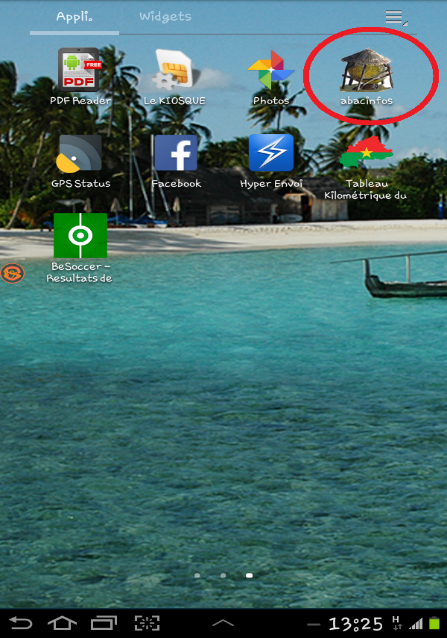 Appli.
Widgets
FREE
PDF
PDF Reader
Le KIOSQUE
Photos
abacinfos
GPS Status
Facebook
Hyper Envoi
Tableau
Kilométrique du
BeSoccer -
Resultats de
13:25
H